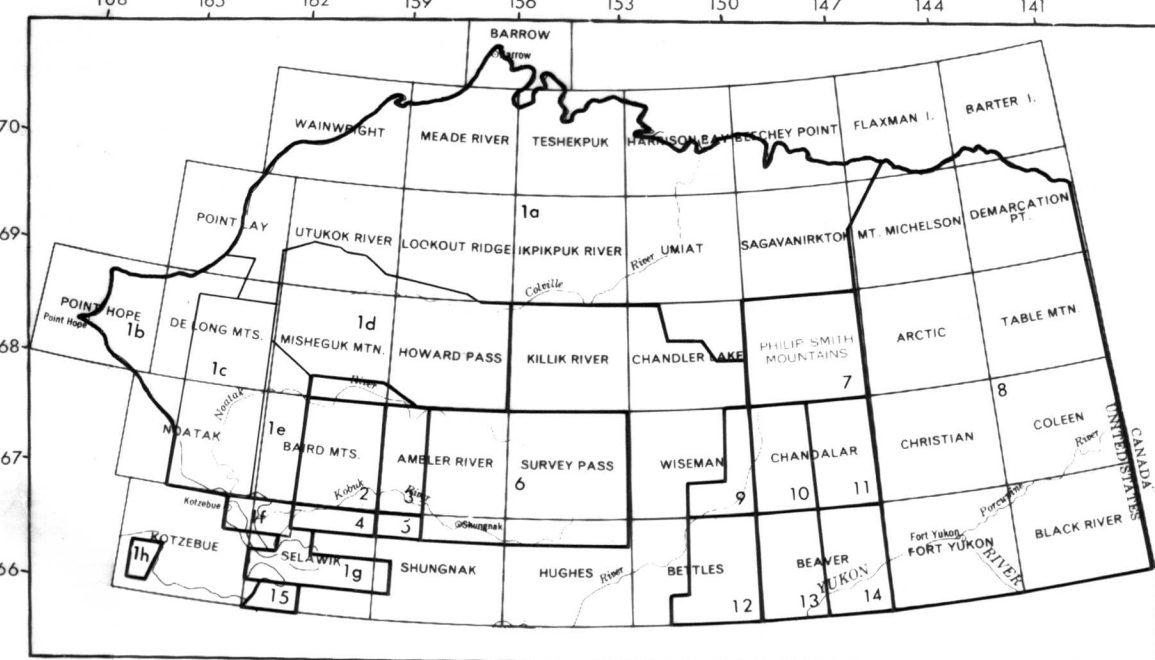 168 165 162 159 156 153 150 147 144 141
BARROW
Barrow
70
WAINWRIGHT
MEADE RIVER
TESHEKPUK
HARRISON BAY
BEECHEY POINT
FLAXMAN I.
BARTER I.
69
POINT LAY
UTUKOK RIVER
LOOKOUT RIDGE
1a
IKPIKPUK RIVER
UMIAT
SAGAVANIRKTOK
MT. MICHELSON
DEMARCATION
PT.
Colville
River
POINT HOPE
Point Hope
1b
68
DE LONG MTS.
1c
1d
MISHEGUK MTN.
HOWARD PASS
KILLIK RIVER
CHANDLER LAKE
PHILIP SMITH
MOUNTAINS
7
ARCTIC
TABLE MTN.
8
Noatak
River
67
NOATAK
1e
BAIRD MTS.
2
AMBLER RIVER
3
Kobuk
River
SURVEY PASS
6
WISEMAN
9
CHANDALAR
10
11
CHRISTIAN
COLEEN
River
Porcupine
CANADA
UNITED STATES
Kotzebue
1f
4
5
Shungnak
66
1h
KOTZEBUE
SELAWIK
1g
15
SHUNGNAK
HUGHES
River
BETTLES
12
BEAVER
13
14
YUKON
RIVER
Fort Yukon
FORT YUKON
BLACK RIVER